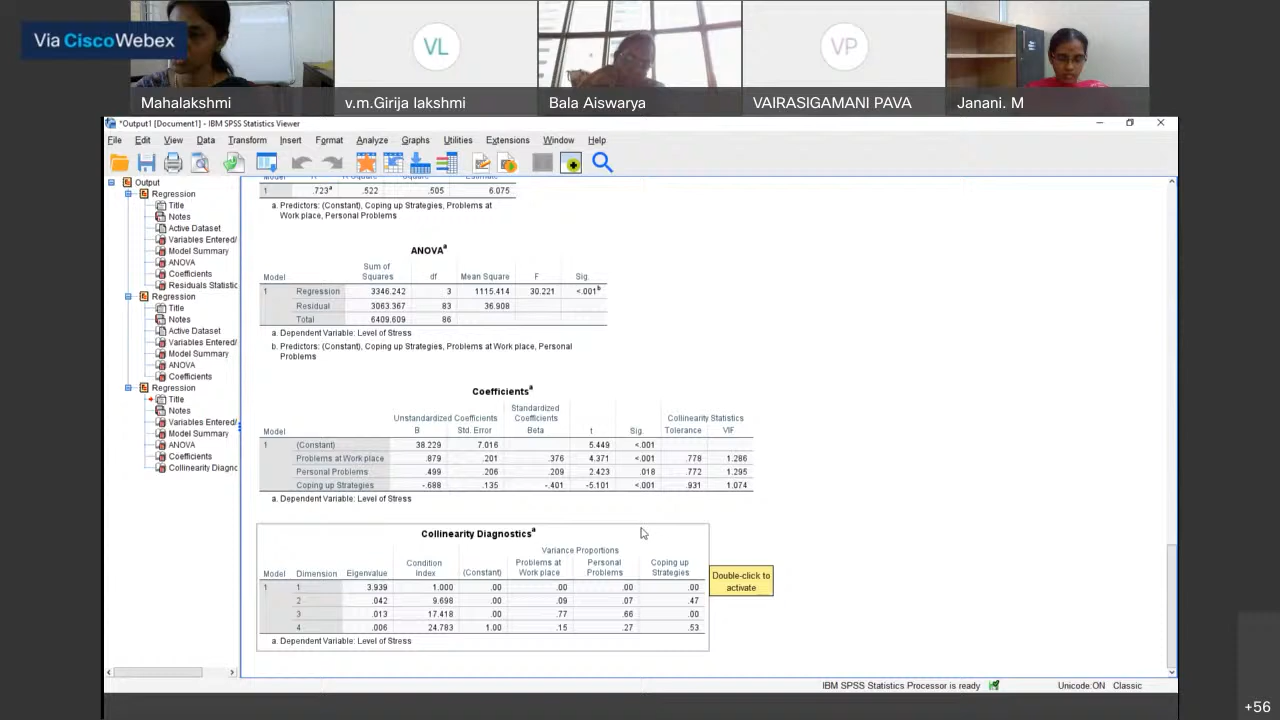 Via Cisco Webex
VL
VP
Mahalakshmi
v.m.Girija lakshmi
Bala Aiswarya
VAIRASIGAMANI PAVA
Janani. M
*Output1 [Document1] - IBM SPSS Statistics Viewer
File Edit View Data Transform Insert Format Analyze Graphs Utilities Extensions Window Help
Output
Regression
Title
Notes
Active Dataset
Variables Entered/
Model Summary
ANOVA
Coefficients
Residuals Statistic
Regression
Title
Notes
Active Dataset
Variables Entered/
Model Summary
ANOVA
Coefficients
Regression
Title
Notes
Variables Entered/
Model Summary
ANOVA
Coefficients
Collinearity Diagno
1 .723a .522 .505 6.075
a. Predictors: (Constant), Coping up Strategies, Problems at
Work place, Personal Problems
ANOVAa
Sum of
Model Squares df Mean Square F Sig.
1 Regression 3346.242 3 1115.414 30.221 <.001b
Residual 3063.367 83 36.908
Total 6409.609 86
a. Dependent Variable: Level of Stress
b. Predictors: (Constant), Coping up Strategies, Problems at Work place, Personal
Problems
Coefficientsa
Standardized
Unstandardized Coefficients Coefficients Collinearity Statistics
Model B Std. Error Beta t Sig. Tolerance VIF
1 (Constant) 38.229 7.016 5.449 <.001
Problems at Work place .879 .201 .376 4.371 <.001 .778 1.286
Personal Problems .499 .206 .209 2.423 .018 .772 1.295
Coping up Strategies -.688 .135 -.401 -5.101 <.001 .931 1.074
a. Dependent Variable: Level of Stress
Collinearity Diagnosticsa
Variance Proportions
Condition Problems at Personal Coping up
Model Dimension Eigenvalue Index (Constant) Work place Problems Strategies
1 1 3.939 1.000 .00 .00 .00 .00
2 .042 9.698 .00 .09 .07 .47
3 .013 17.418 .00 .77 .66 .00
4 .006 24.783 1.00 .15 .27 .53
a. Dependent Variable: Level of Stress
Double-click to
activate
IBM SPSS Statistics Processor is ready Unicode:ON Classic
+56